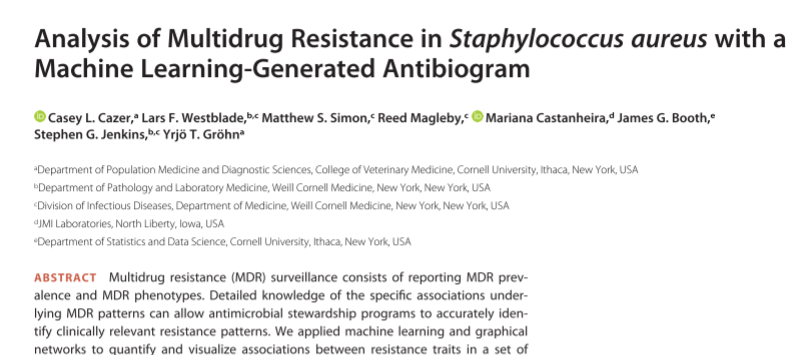 Analysis of Multidrug Resistance in Staphylococcus aureus with a
Machine Learning-Generated Antibiogram
Casey L. Cazer,ᵃ Lars F. Westblade,ᵇ,ᶜ Matthew S. Simon,ᶜ Reed Magleby,ᶜ Mariana Castanheira,ᵈ James G. Booth,ᵉ
Stephen G. Jenkins,ᵇ,ᶜ Yrjö T. Gröhnᵃ
ᵃDepartment of Population Medicine and Diagnostic Sciences, College of Veterinary Medicine, Cornell University, Ithaca, New York, USA
ᵇDepartment of Pathology and Laboratory Medicine, Weill Cornell Medicine, New York, New York, USA
ᶜDivision of Infectious Diseases, Department of Medicine, Weill Cornell Medicine, New York, New York, USA
ᵈJMI Laboratories, North Liberty, Iowa, USA
ᵉDepartment of Statistics and Data Science, Cornell University, Ithaca, New York, USA
ABSTRACT Multidrug resistance (MDR) surveillance consists of reporting MDR prev-
alence and MDR phenotypes. Detailed knowledge of the specific associations under-
lying MDR patterns can allow antimicrobial stewardship programs to accurately iden-
tify clinically relevant resistance patterns. We applied machine learning and graphical
networks to quantify and visualize associations between resistance traits in a set of